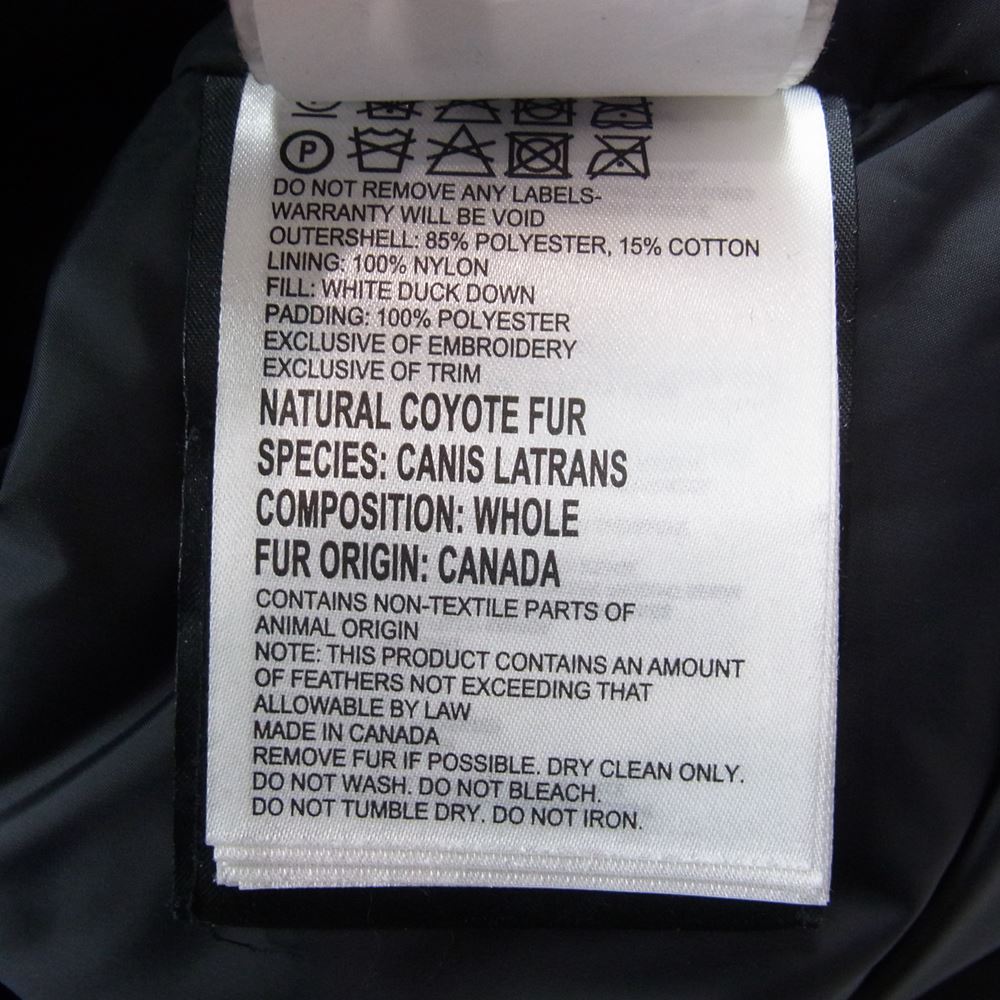 P
DO NOT REMOVE ANY LABELS-
WARRANTY WILL BE VOID
OUTERSHELL: 85% POLYESTER, 15% COTTON
LINING: 100% NYLON
FILL: WHITE DUCK DOWN
PADDING: 100% POLYESTER
EXCLUSIVE OF EMBROIDERY
EXCLUSIVE OF TRIM
NATURAL COYOTE FUR
SPECIES: CANIS LATRANS
COMPOSITION: WHOLE
FUR ORIGIN: CANADA
CONTAINS NON-TEXTILE PARTS OF
ANIMAL ORIGIN
NOTE: THIS PRODUCT CONTAINS AN AMOUNT
OF FEATHERS NOT EXCEEDING THAT
ALLOWABLE BY LAW
MADE IN CANADA
REMOVE FUR IF POSSIBLE. DRY CLEAN ONLY.
DO NOT WASH. DO NOT BLEACH.
DO NOT TUMBLE DRY. DO NOT IRON.